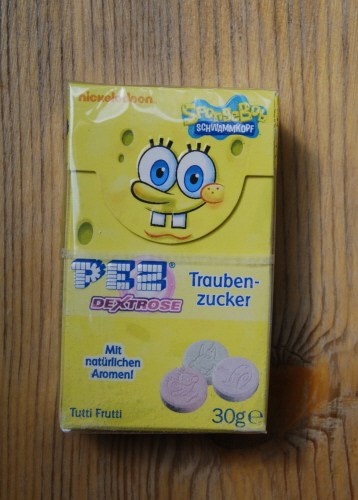 nickelodeon
SpongeBob
SCHWAMMKOPF
PEZ®
DEXTROSE
Trauben-
zucker
Mit
natürlichen
Aromen!
Tutti Frutti
30g℮